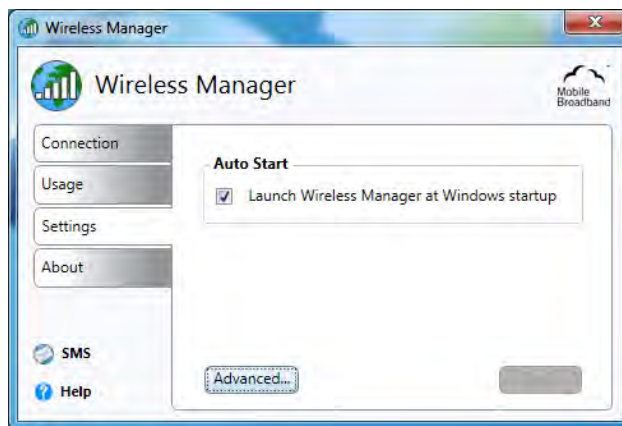 Wireless Manager
Wireless Manager
Mobile
Broadband
Connection
Usage
Settings
About
SMS
Help
Auto Start
Launch Wireless Manager at Windows startup
Advanced...